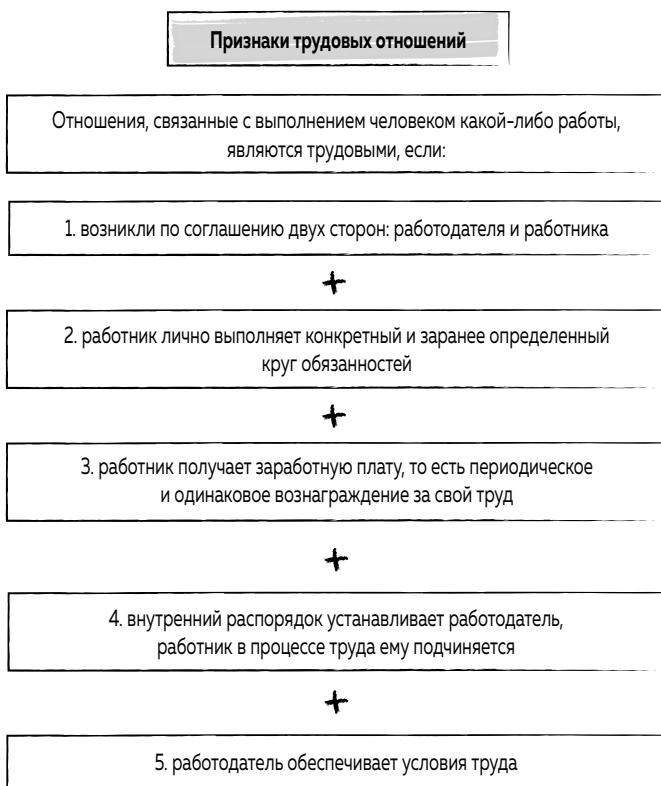 Признаки трудовых отношений
Отношения, связанные с выполнением человеком какой-либо работы,
являются трудовыми, если:
1. возникли по соглашению двух сторон: работодателя и работника
+
2. работник лично выполняет конкретный и заранее определенный
круг обязанностей
+
3. работник получает заработную плату, то есть периодическое
и одинаковое вознаграждение за свой труд
+
4. внутренний распорядок устанавливает работодатель,
работник в процессе труда ему подчиняется
+
5. работодатель обеспечивает условия труда